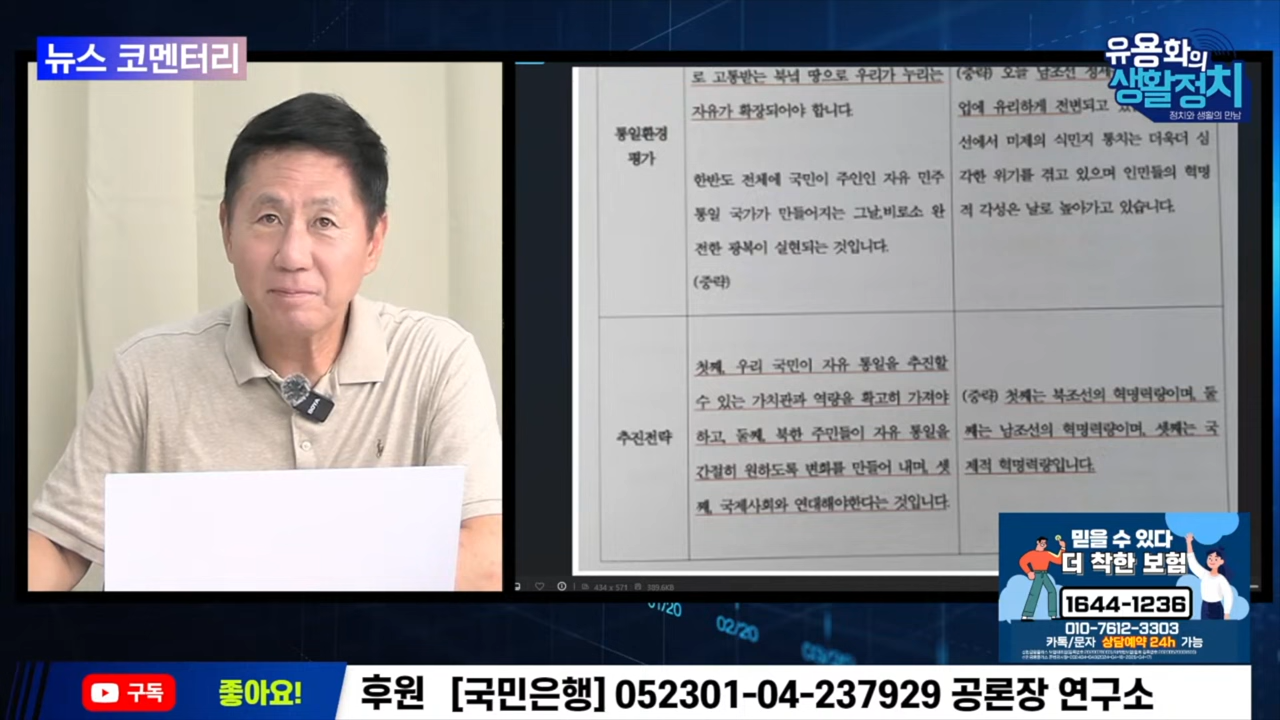 뉴스 코멘터리
유용화의
생활정치
정치와 생활의 만남
통일환경
평가
로 고통받는 북녘 땅으로 우리가 누리는
자유가 확장되어야 합니다.
한반도 전체에 국민이 주인인 자유 민주
통일 국가가 만들어지는 그날,비로소 완
전한 광복이 실현되는 것입니다.
(중략)
(중략) 오늘 남조선 정세
업에 유리하게 전변되고
선에서 미제의 식민지 통치는 더욱더 심
각한 위기를 겪고 있으며 인민들의 혁명
적 각성은 날로 높아가고 있습니다.
추진전략
첫째, 우리 국민이 자유 통일을 추진할
수 있는 가치관과 역량을 확고히 가져야
하고, 둘째, 북한 주민들이 자유 통일을
간절히 원하도록 변화를 만들어 내며, 셋
째, 국제사회와 연대해야한다는 것입니다.
(중략) 첫째는 북조선의 혁명력량이며, 둘
째는 남조선의 혁명력량이며, 셋째는 국
제적 혁명력량입니다.
434 x 571
믿을 수 있다
더 착한 보험
1644-1236
010-7612-3303
카톡/문자 상담예약 24h 가능
01/20
02/20
구독
좋아요!
후원 [국민은행] 052301-04-237929 공론장 연구소